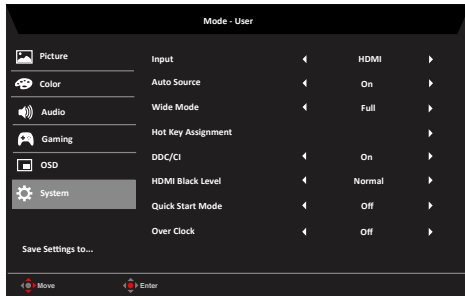 Mode - User
Picture
Color
Audio
Gaming
OSD
System
Save Settings to...
Input HDMI
Auto Source On
Wide Mode Full
Hot Key Assignment
DDC/CI On
HDMI Black Level Normal
Quick Start Mode Off
Over Clock Off
Move Enter